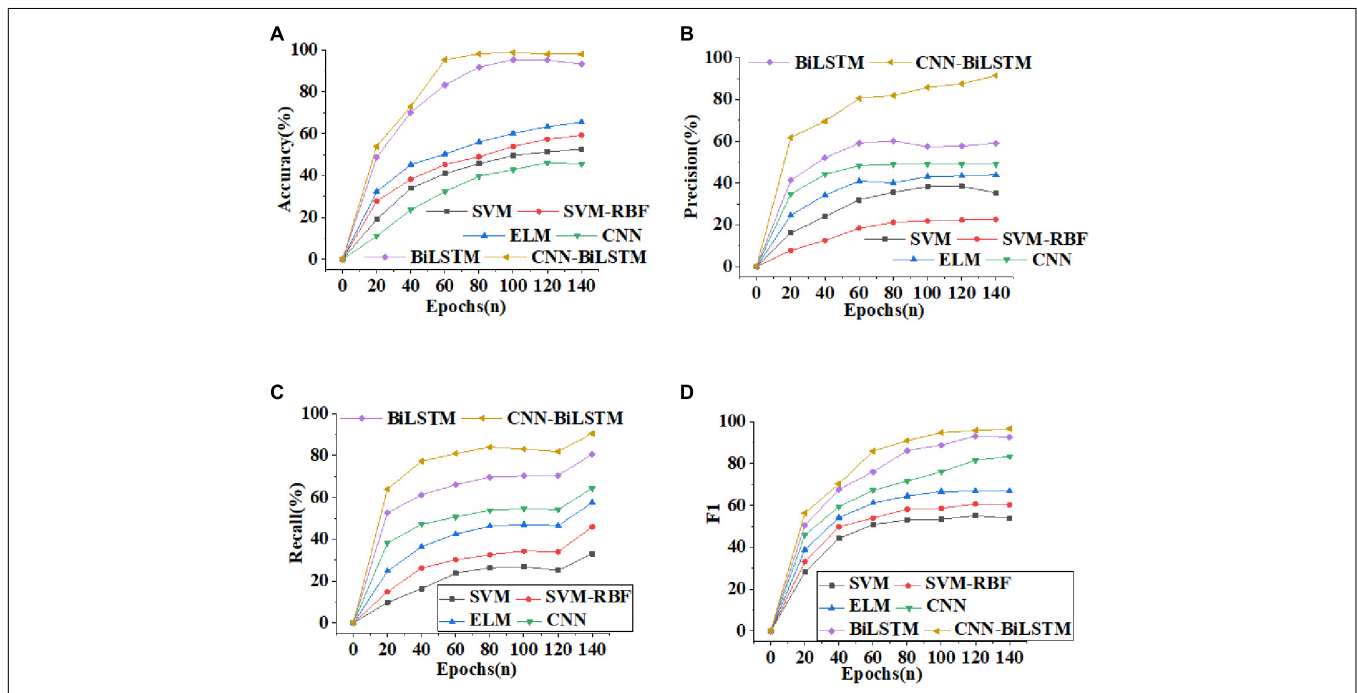 A
Accuracy(%)
100
80
60
40
20
0
SVM SVM-RBF
ELM CNN
BiLSTM CNN-BiLSTM
0 20 40 60 80 100 120 140
Epochs(n)
B
Precision(%)
BiLSTM CNN-BiLSTM
100
80
60
40
20
0
SVM SVM-RBF
ELM CNN
0 20 40 60 80 100 120 140
Epochs(n)
C
Recall(%)
BiLSTM CNN-BiLSTM
100
80
60
40
20
0
SVM SVM-RBF
ELM CNN
0 20 40 60 80 100 120 140
Epochs(n)
D
F1
100
80
60
40
20
0
SVM SVM-RBF
ELM CNN
BiLSTM CNN-BiLSTM
0 20 40 60 80 100 120 140
Epochs(n)